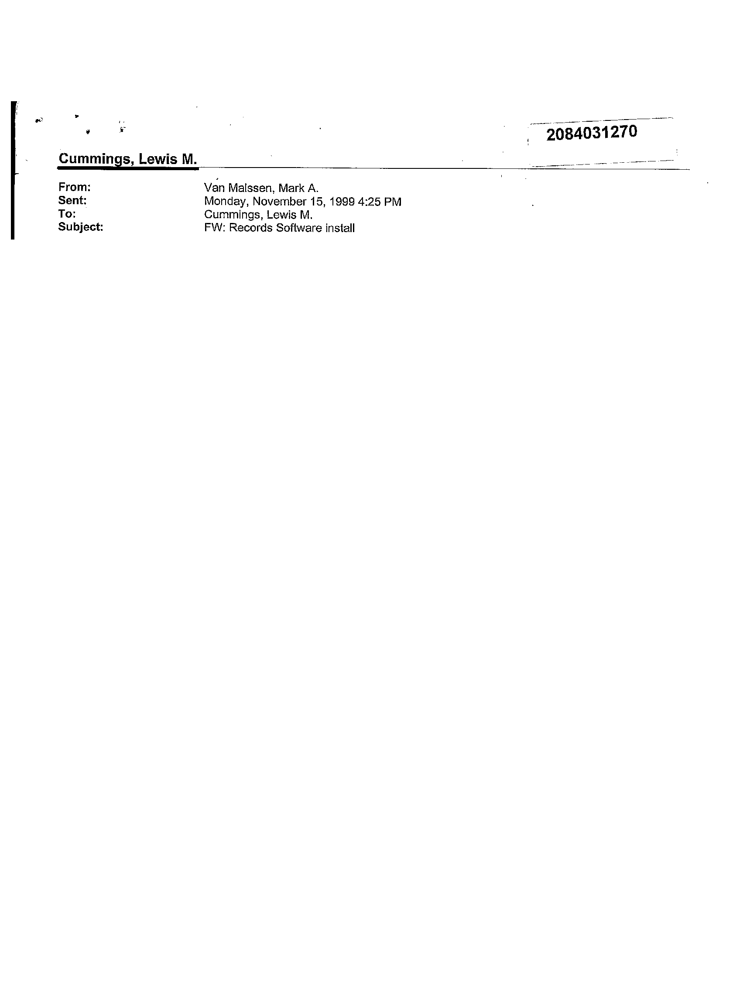 2084031270
Cummings, Lewis M.
From: Van Malssen, Mark A.
Sent: Monday, November 15, 1999 4:25 PM
To: Cummings, Lewis M.
Subject: FW: Records Software install